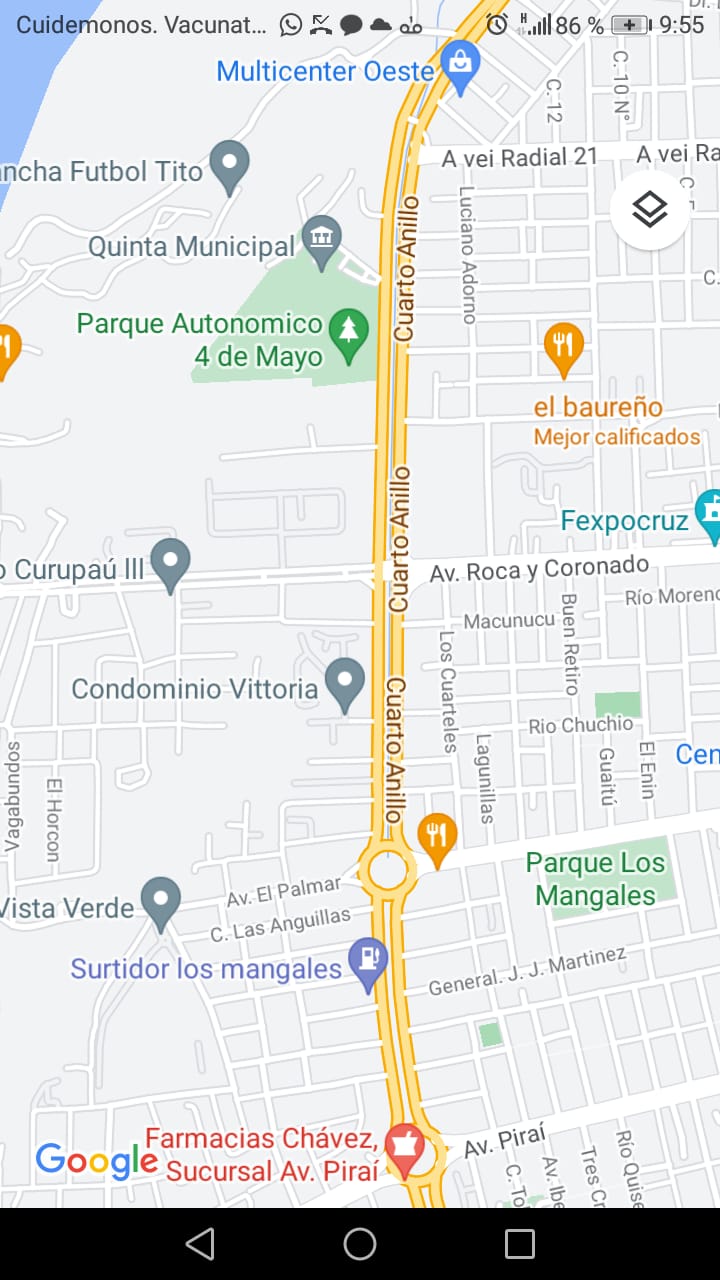 Cuidemonos. Vacunat...
86 %
9:55
Multicenter Oeste
C. 12
C. 10 N°
A vei Radial 21
A vei Ra
ncha Futbol Tito
Luciano Adorno
Cuarto Anillo
Quinta Municipal
C.
Parque Autonomico
4 de Mayo
el baureño
Mejor calificados
Cuarto Anillo
Fexpocruz
o Curupaú lll
Av. Roca y Coronado
Río Moreno
Macunucu
Buen Retiro
Los Cuarteles
Condominio Vittoria
Cuarto Anillo
Rio Chuchio
Lagunillas
Guaitú
El Enin
Cen
Vagabundos
El Horcon
Parque Los
Mangales
Av. El Palmar
Vista Verde
C. Las Anguillas
Surtidor los mangales
General. J. J. Martinez
Google
Farmacias Chávez,
Sucursal Av. Piraí
Av. Piraí
C. To
Av. Ibe
Tres Cr
Río Quise